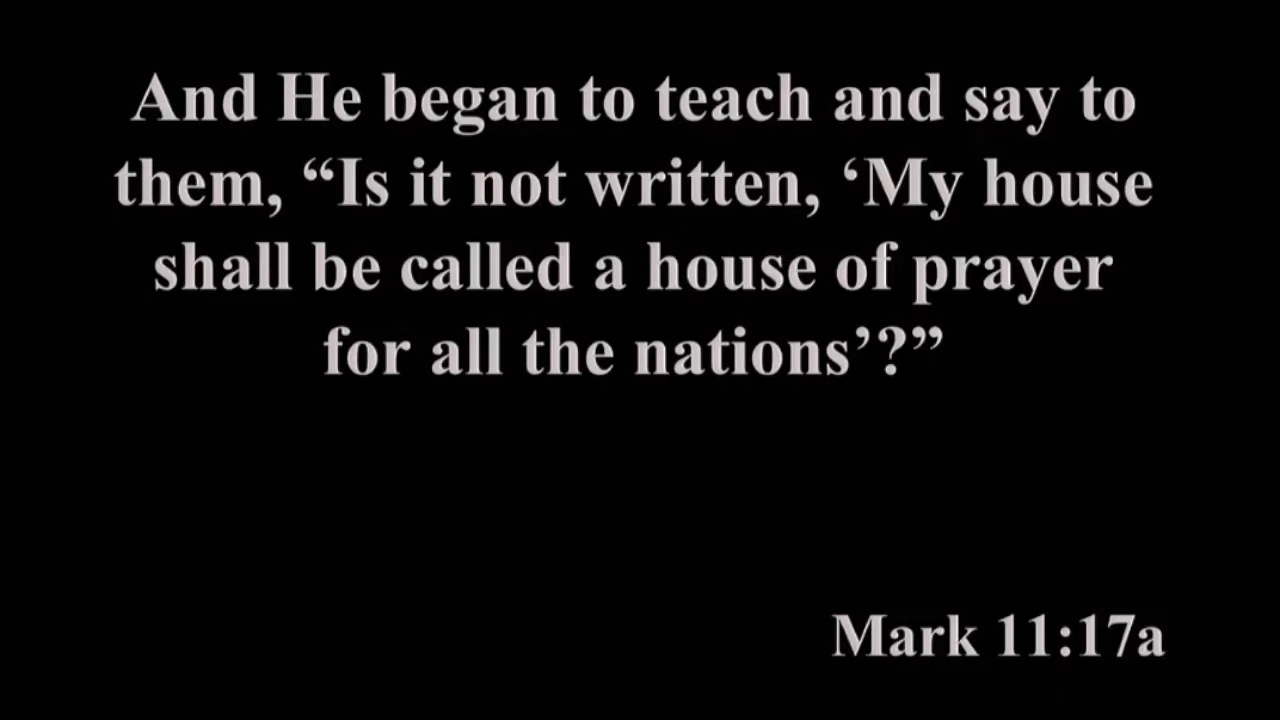 And He began to teach and say to
them, “Is it not written, ‘My house
shall be called a house of prayer
for all the nations’?”
Mark 11:17a